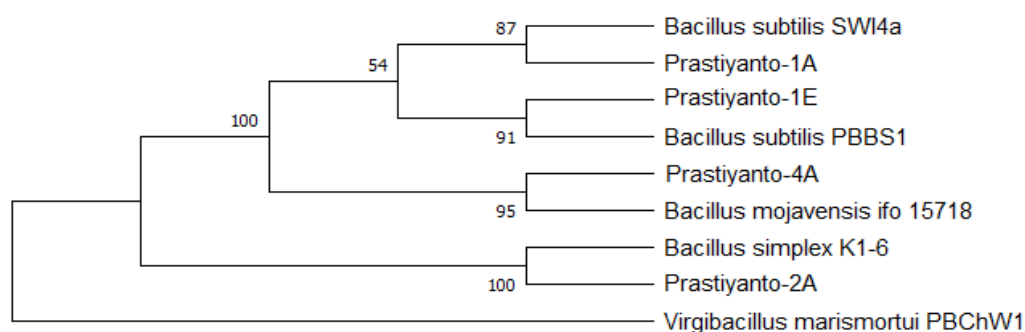 87
Bacillus subtilis SWI4a
Prastiyanto-1A
54
Prastiyanto-1E
91
Bacillus subtilis PBBS1
100
Prastiyanto-4A
95
Bacillus mojavensis ifo 15718
Bacillus simplex K1-6
100
Prastiyanto-2A
Virgibacillus marismortui PBChW1